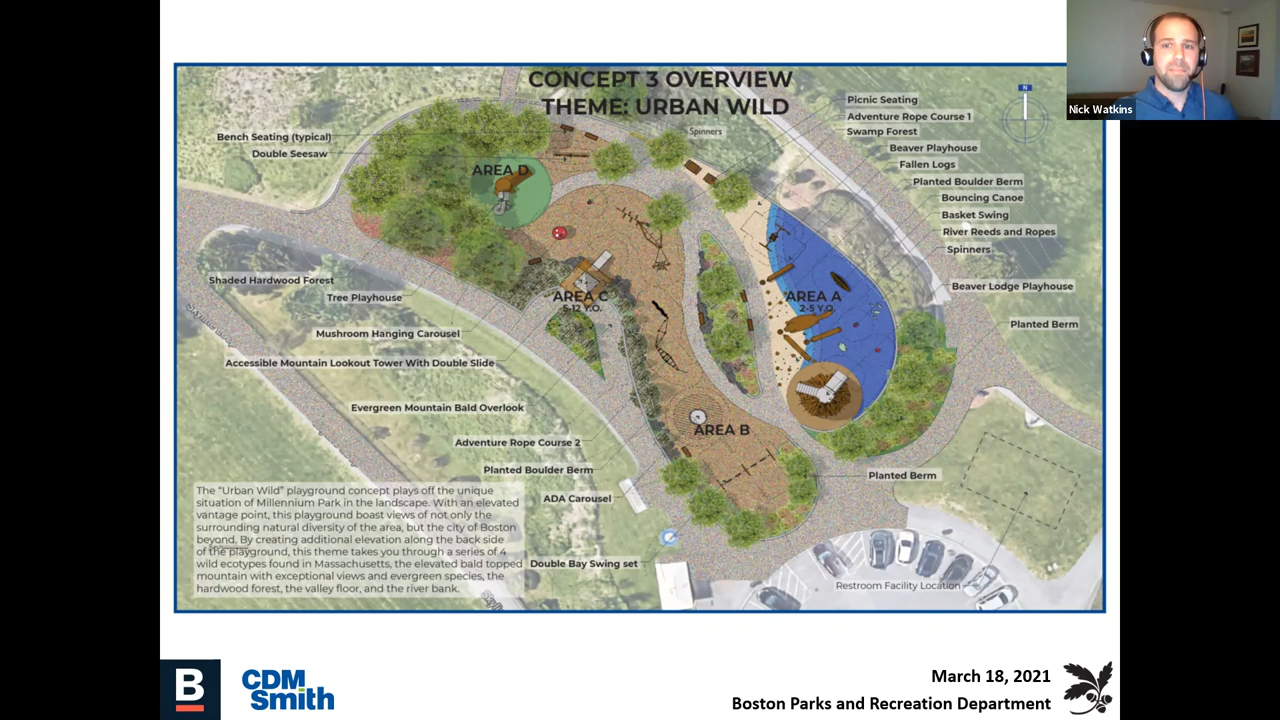 CONCEPT 3 OVERVIEW
THEME: URBAN WILD
Nick Watkins
N
Bench Seating (typical)
Double Seesaw
Spinners
Picnic Seating
Adventure Rope Course 1
Swamp Forest
Beaver Playhouse
Fallen Logs
Planted Boulder Berm
Bouncing Canoe
Basket Swing
River Reeds and Ropes
Spinners
Beaver Lodge Playhouse
Planted Berm
AREA D
AREA C
5-12 Y.O.
AREA A
2-5 Y.O.
AREA B
Shaded Hardwood Forest
Tree Playhouse
Mushroom Hanging Carousel
Accessible Mountain Lookout Tower With Double Slide
Evergreen Mountain Bald Overlook
Adventure Rope Course 2
Planted Boulder Berm
ADA Carousel
Double Bay Swing set
Planted Berm
Restroom Facility Location
The "Urban Wild" playground concept plays off the unique
situation of Millennium Park in the landscape. With an elevated
vantage point, this playground boast views of not only the
surrounding natural diversity of the area, but the city of Boston
beyond. By creating additional elevation along the back side
of the playground, this theme takes you through a series of 4
wild ecotypes found in Massachusetts, the elevated bald topped
mountain with exceptional views and evergreen species, the
hardwood forest, the valley floor, and the river bank.
B
CDM
Smith
March 18, 2021
Boston Parks and Recreation Department